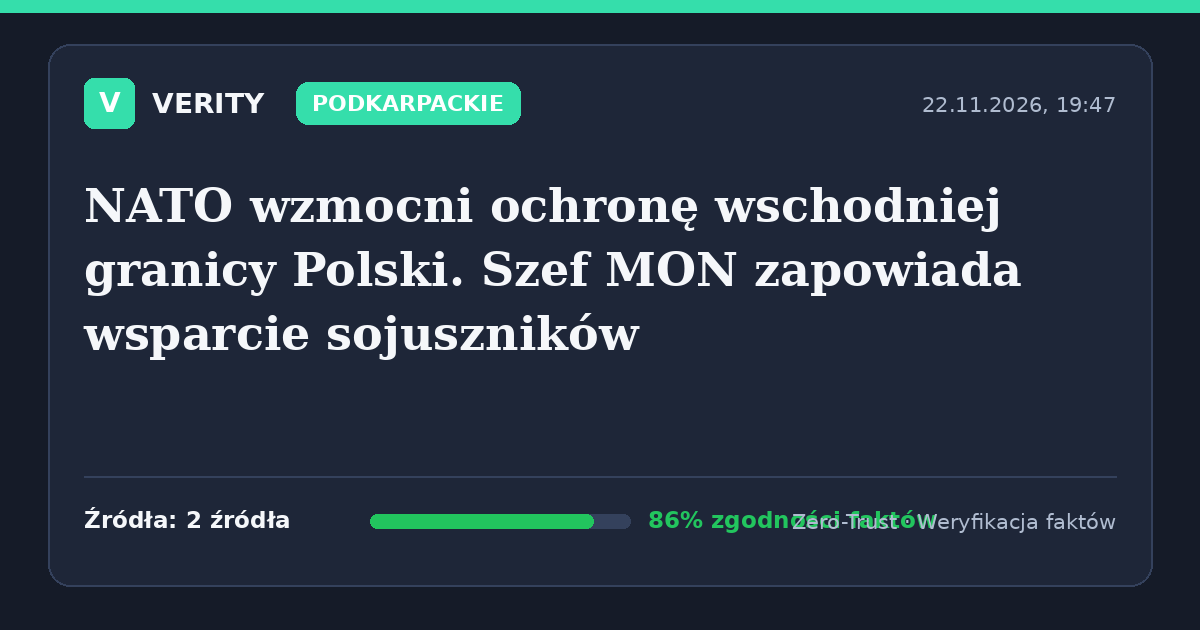 V VERITY PODKARPACKIE 22.11.2026, 19:47
NATO wzmocni ochronę wschodniej
granicy Polski. Szef MON zapowiada
wsparcie sojuszników
Źródła: 2 źródła 86% zgodności faktów Zero-Trust · Weryfikacja faktów